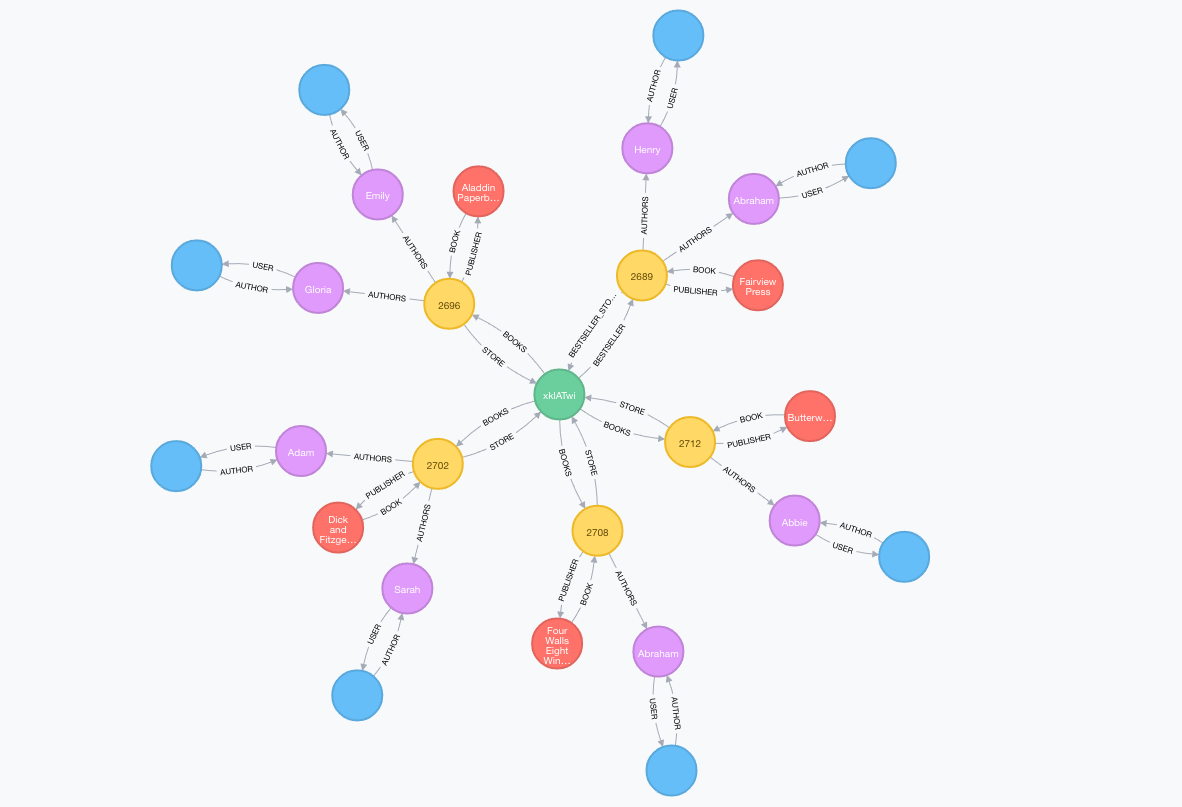 AUTHOR
USER
Henry
AUTHORS
AUTHOR
USER
Abraham
AUTHORS
2689
BOOK
PUBLISHER
Fairview
Press
BESTSELLER_STO...
BESTSELLER
AUTHOR
USER
Emily
AUTHORS
Aladdin
Paperb...
BOOK
PUBLISHER
USER
AUTHOR
Gloria
AUTHORS
2696
BOOKS
STORE
xkIATwi
BOOKS
STORE
USER
AUTHOR
Adam
AUTHORS
2702
PUBLISHER
BOOK
Dick
and
Fitzge...
AUTHORS
Sarah
USER
AUTHOR
BOOKS
STORE
2708
PUBLISHER
BOOK
Four
Walls
Eight
Win...
AUTHORS
Abraham
USER
AUTHOR
STORE
BOOKS
2712
BOOK
PUBLISHER
Butterw...
AUTHORS
Abbie
AUTHOR
USER